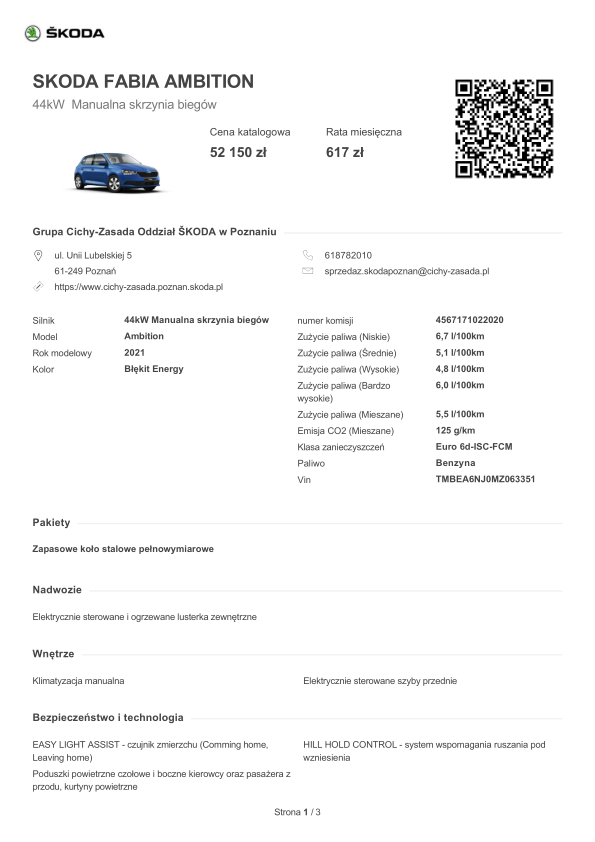 ŠKODA
SKODA FABIA AMBITION
44kW Manualna skrzynia biegów
Cena katalogowa
52 150 zł
Rata miesięczna
617 zł
Grupa Cichy-Zasada Oddział ŠKODA w Poznaniu
ul. Unii Lubelskiej 5
61-249 Poznań
https://www.cichy-zasada.poznan.skoda.pl
618782010
sprzedaz.skodapoznan@cichy-zasada.pl
Silnik 44kW Manualna skrzynia biegów
Model Ambition
Rok modelowy 2021
Kolor Błękit Energy
numer komisji 4567171022020
Zużycie paliwa (Niskie) 6,7 l/100km
Zużycie paliwa (Średnie) 5,1 l/100km
Zużycie paliwa (Wysokie) 4,8 l/100km
Zużycie paliwa (Bardzo 6,0 l/100km
wysokie)
Zużycie paliwa (Mieszane) 5,5 l/100km
Emisja CO2 (Mieszane) 125 g/km
Klasa zanieczyszczeń Euro 6d-ISC-FCM
Paliwo Benzyna
Vin TMBEA6NJ0MZ063351
Pakiety
Zapasowe koło stalowe pełnowymiarowe
Nadwozie
Elektrycznie sterowane i ogrzewane lusterka zewnętrzne
Wnętrze
Klimatyzacja manualna
Elektrycznie sterowane szyby przednie
Bezpieczeństwo i technologia
EASY LIGHT ASSIST - czujnik zmierzchu (Comming home,
Leaving home)
HILL HOLD CONTROL - system wspomagania ruszania pod
wzniesienia
Poduszki powietrzne czołowe i boczne kierowcy oraz pasażera z
przodu, kurtyny powietrzne
Strona 1 / 3